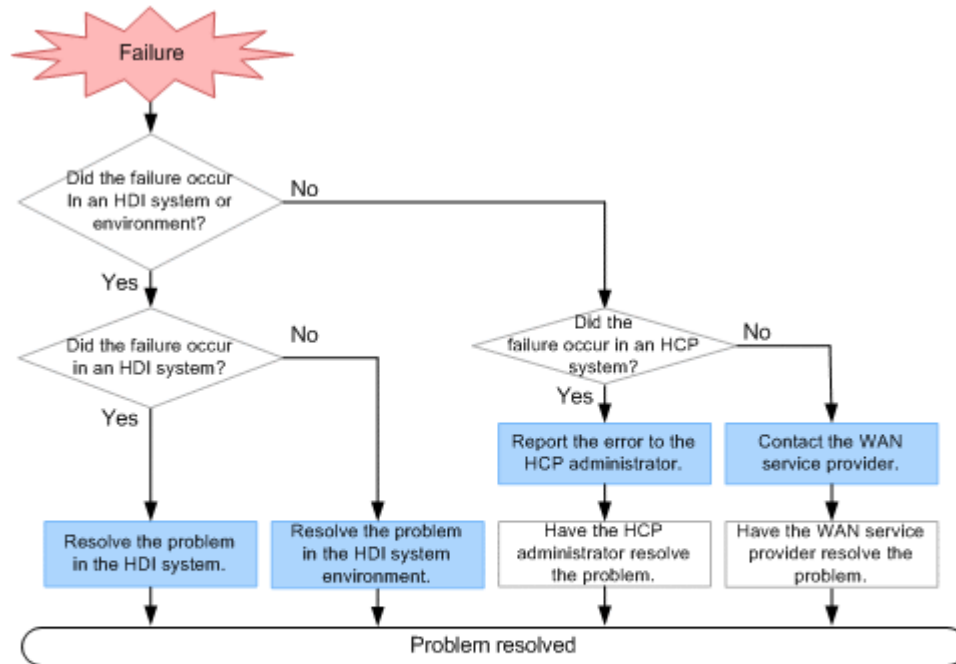 Failure
Did the failure occur
In an HDI system or
environment?
No
Yes
Did the failure occur
in an HDI system?
No
Yes
Did the
failure occur in an HCP
system?
No
Yes
Report the error to the
HCP administrator.
Contact the WAN
service provider.
Resolve the problem
in the HDI system.
Resolve the problem
in the HDI system
environment.
Have the HCP
administrator resolve
the problem.
Have the WAN service
provider resolve the
problem.
Problem resolved